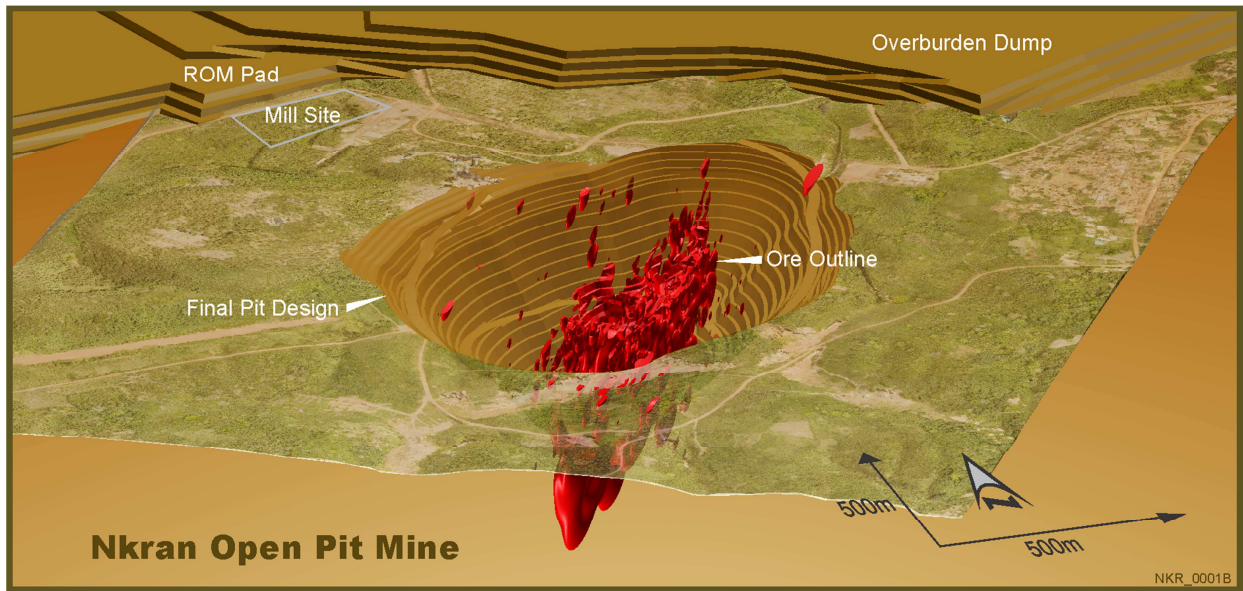 Overburden Dump
ROM Pad
Mill Site
Ore Outline
Final Pit Design
500m
N
500m
Nkran Open Pit Mine
NKR_0001B